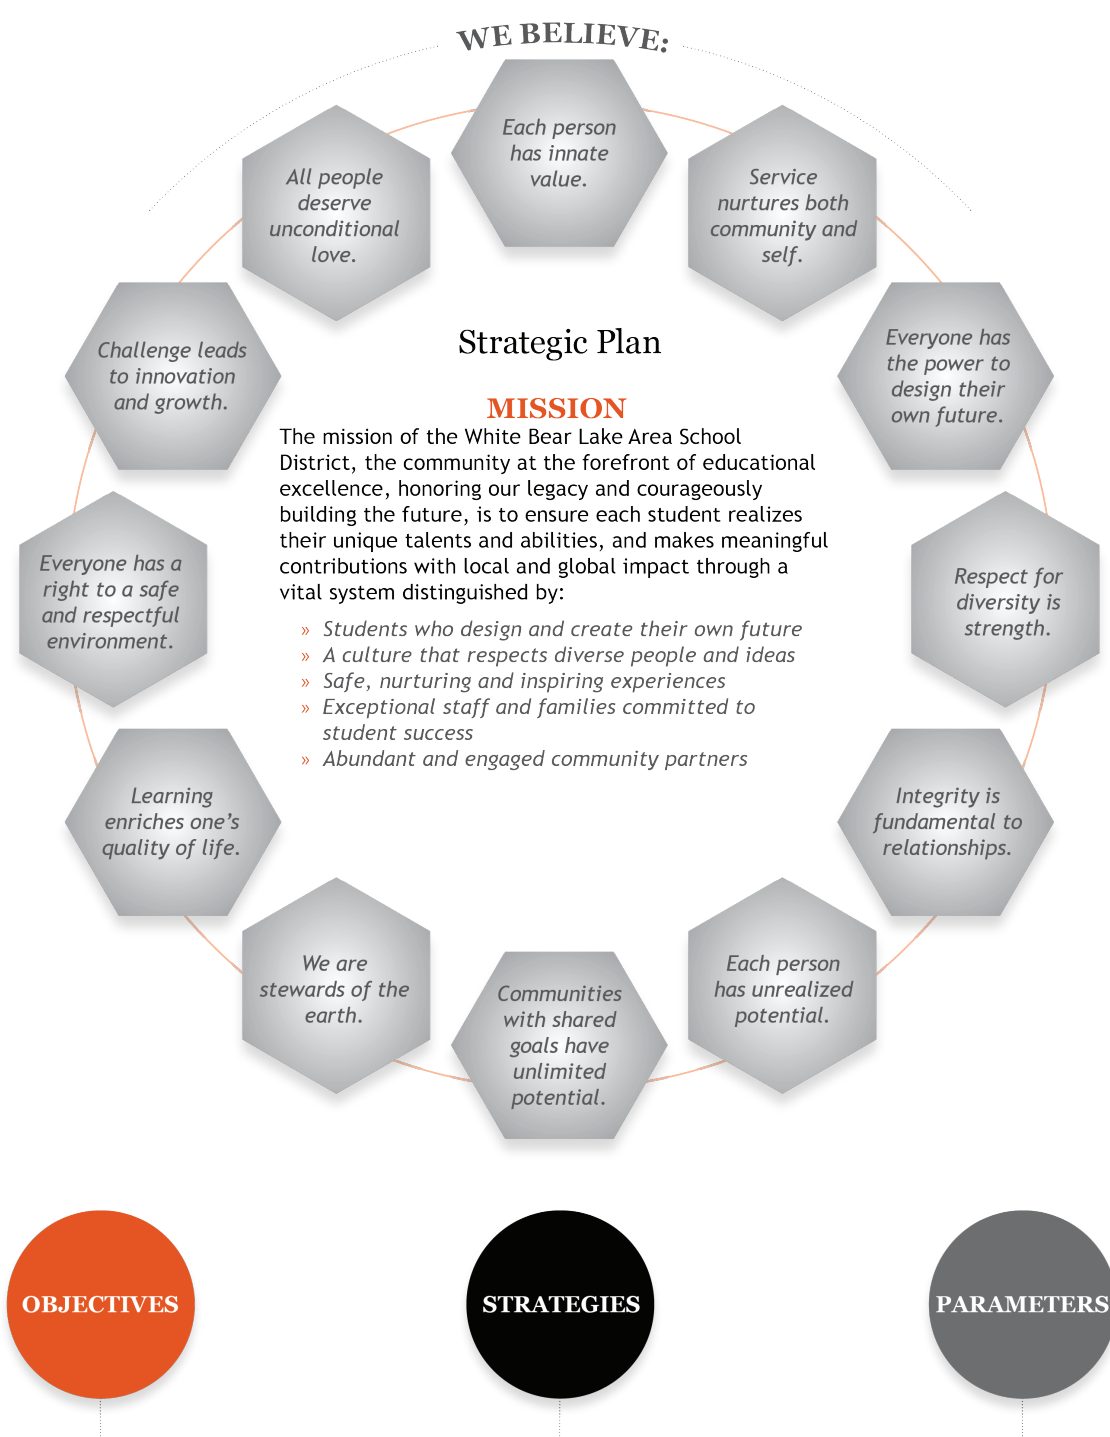 WE BELIEVE:
Each person
has innate
value.
Service
nurtures both
community and
self.
Everyone has
the power to
design their
own future.
Respect for
diversity is
strength.
Integrity is
fundamental to
relationships.
Each person
has unrealized
potential.
Communities
with shared
goals have
unlimited
potential.
We are
stewards of the
earth.
Learning
enriches one’s
quality of life.
Everyone has a
right to a safe
and respectful
environment.
Challenge leads
to innovation
and growth.
All people
deserve
unconditional
love.
Strategic Plan
MISSION
The mission of the White Bear Lake Area School
District, the community at the forefront of educational
excellence, honoring our legacy and courageously
building the future, is to ensure each student realizes
their unique talents and abilities, and makes meaningful
contributions with local and global impact through a
vital system distinguished by:
» Students who design and create their own future
» A culture that respects diverse people and ideas
» Safe, nurturing and inspiring experiences
» Exceptional staff and families committed to
student success
» Abundant and engaged community partners
OBJECTIVES
STRATEGIES
PARAMETERS